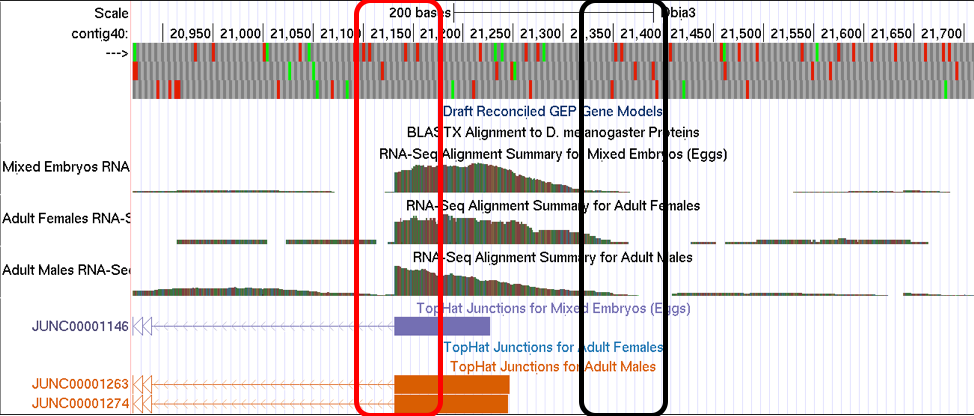 Scale 200 bases Dbia3
contig40: 20,950 21,000 21,050 21,100 21,150 21,200 21,250 21,300 21,350 21,400 21,450 21,500 21,550 21,600 21,650 21,700
--->
Draft Reconciled GEP Gene Models
BLASTX Alignment to D. melanogaster Proteins
RNA-Seq Alignment Summary for Mixed Embryos (Eggs)
Mixed Embryos RNA
RNA-Seq Alignment Summary for Adult Females
Adult Females RNA-S
RNA-Seq Alignment Summary for Adult Males
Adult Males RNA-Sec
TopHat Junctions for Mixed Embryos (Eggs)
JUNC00001146
TopHat Junctions for Adult Females
TopHat Junctions for Adult Males
JUNC00001263
JUNC00001274